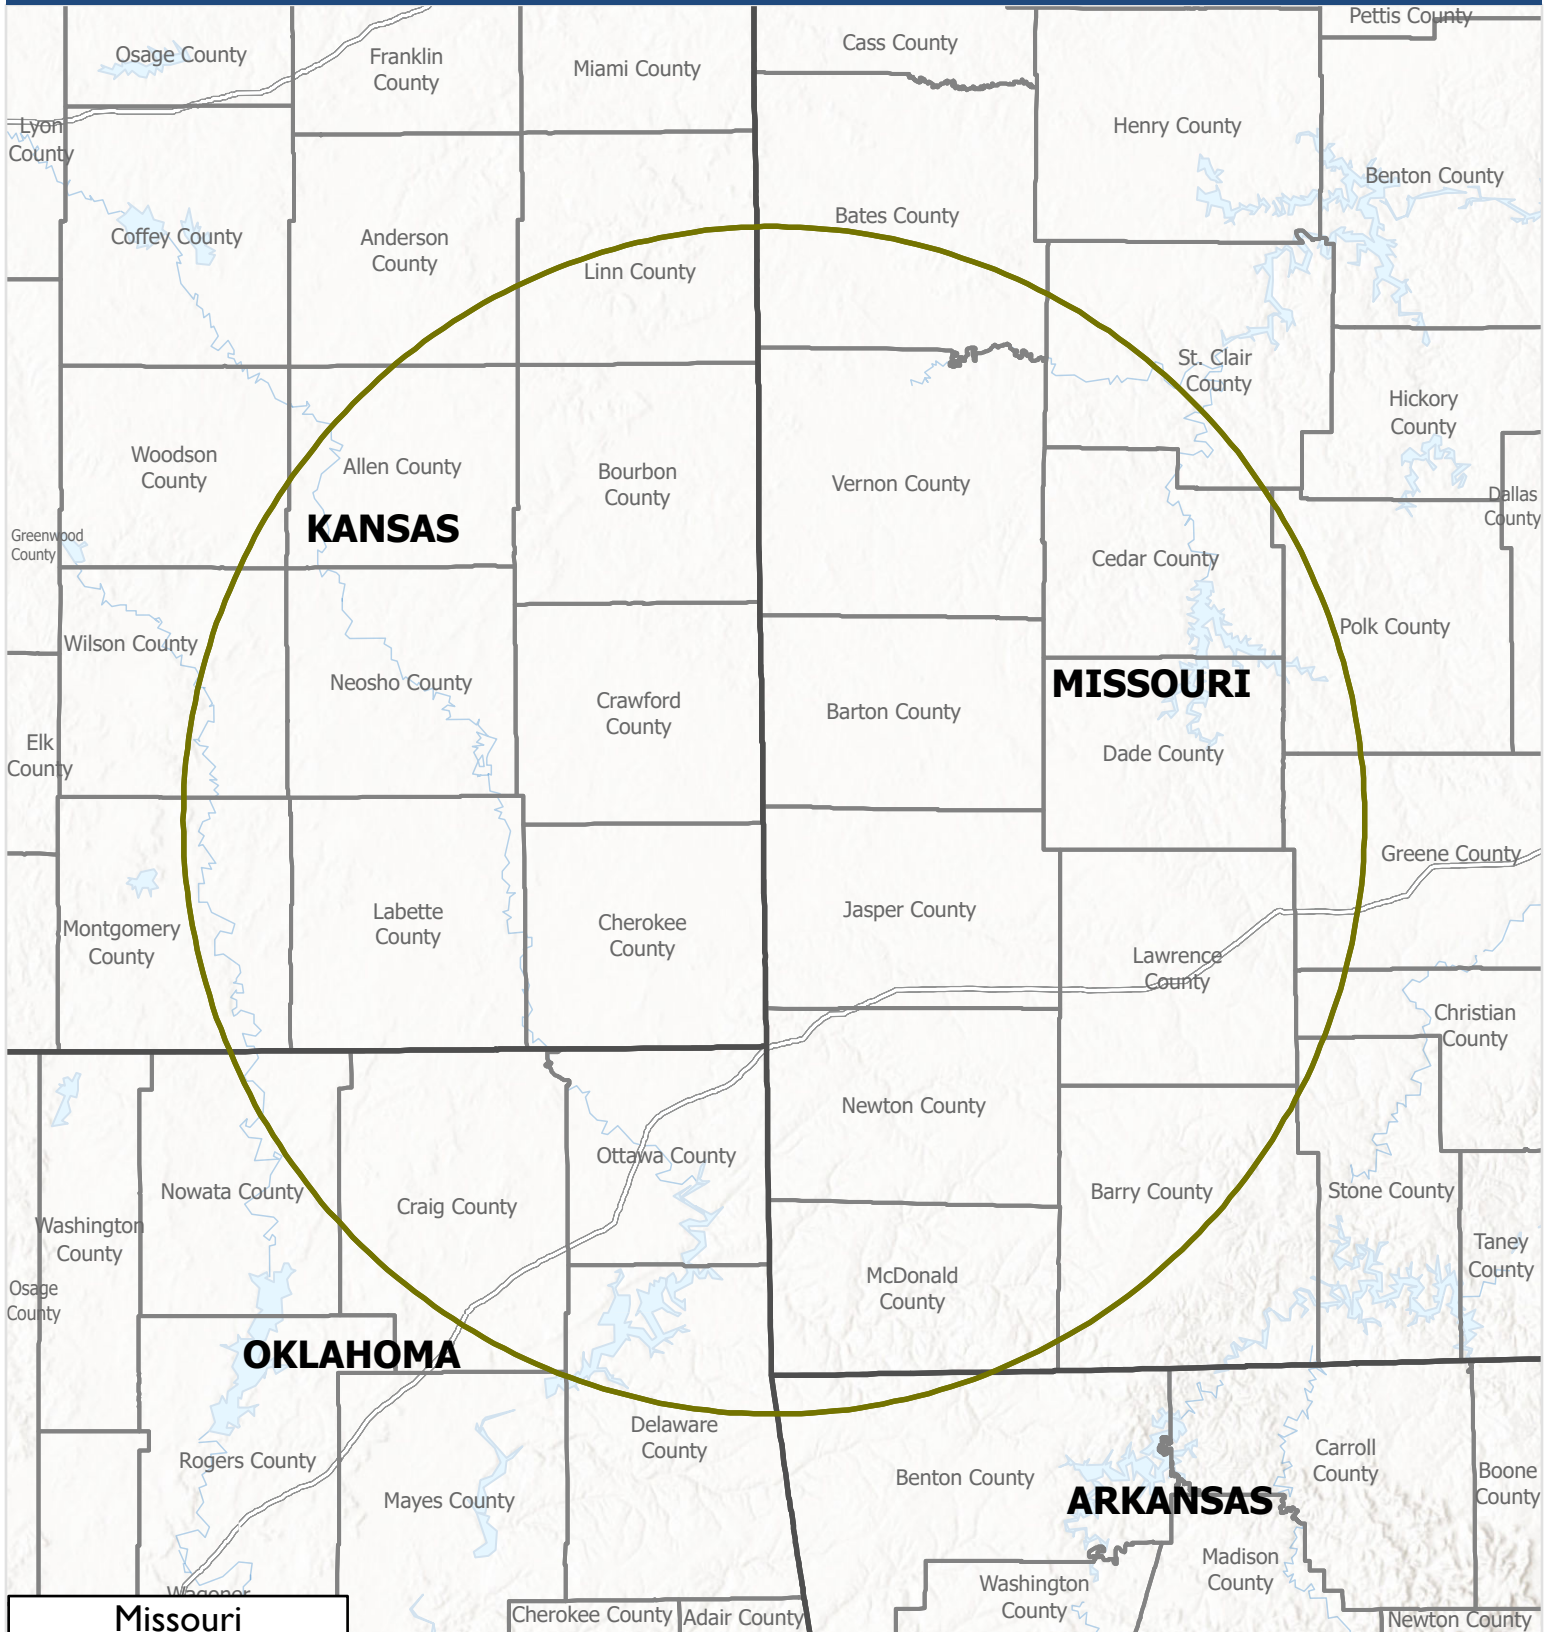 Pettis County
Osage County
Franklin
County
Miami County
Cass County
Lyon
County
Henry County
Benton County
Coffey County
Anderson
County
Linn County
Bates County
St. Clair
County
Hickory
County
Woodson
County
Allen County
Bourbon
County
Vernon County
Dallas
County
KANSAS
Greenwood
County
Cedar County
Wilson County
Polk County
Neosho County
Crawford
County
MISSOURI
Barton County
Elk
County
Dade County
Greene County
Montgomery
County
Labette
County
Cherokee
County
Jasper County
Lawrence
County
Christian
County
Newton County
Ottawa County
Nowata County
Craig County
Barry County
Stone County
Washington
County
Taney
County
Osage
County
McDonald
County
OKLAHOMA
Delaware
County
Rogers County
Mayes County
Benton County
Carroll
County
Boone
County
ARKANSAS
Madison
County
Washington
County
Wagoner
Missouri
Cherokee County
Adair County
Newton County